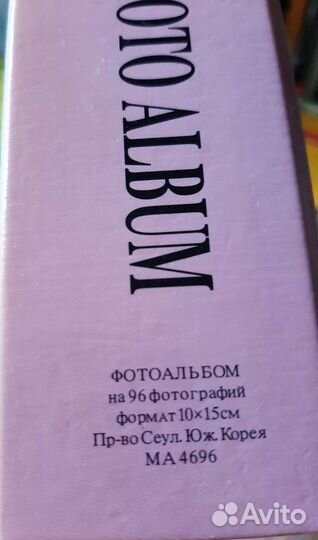 OTO ALBUM
ФОТОАЛЬБОМ
на 96 фотографий
формат 10×15см
Пр-во Сеул. Юж. Корея
МА 4696
Avito